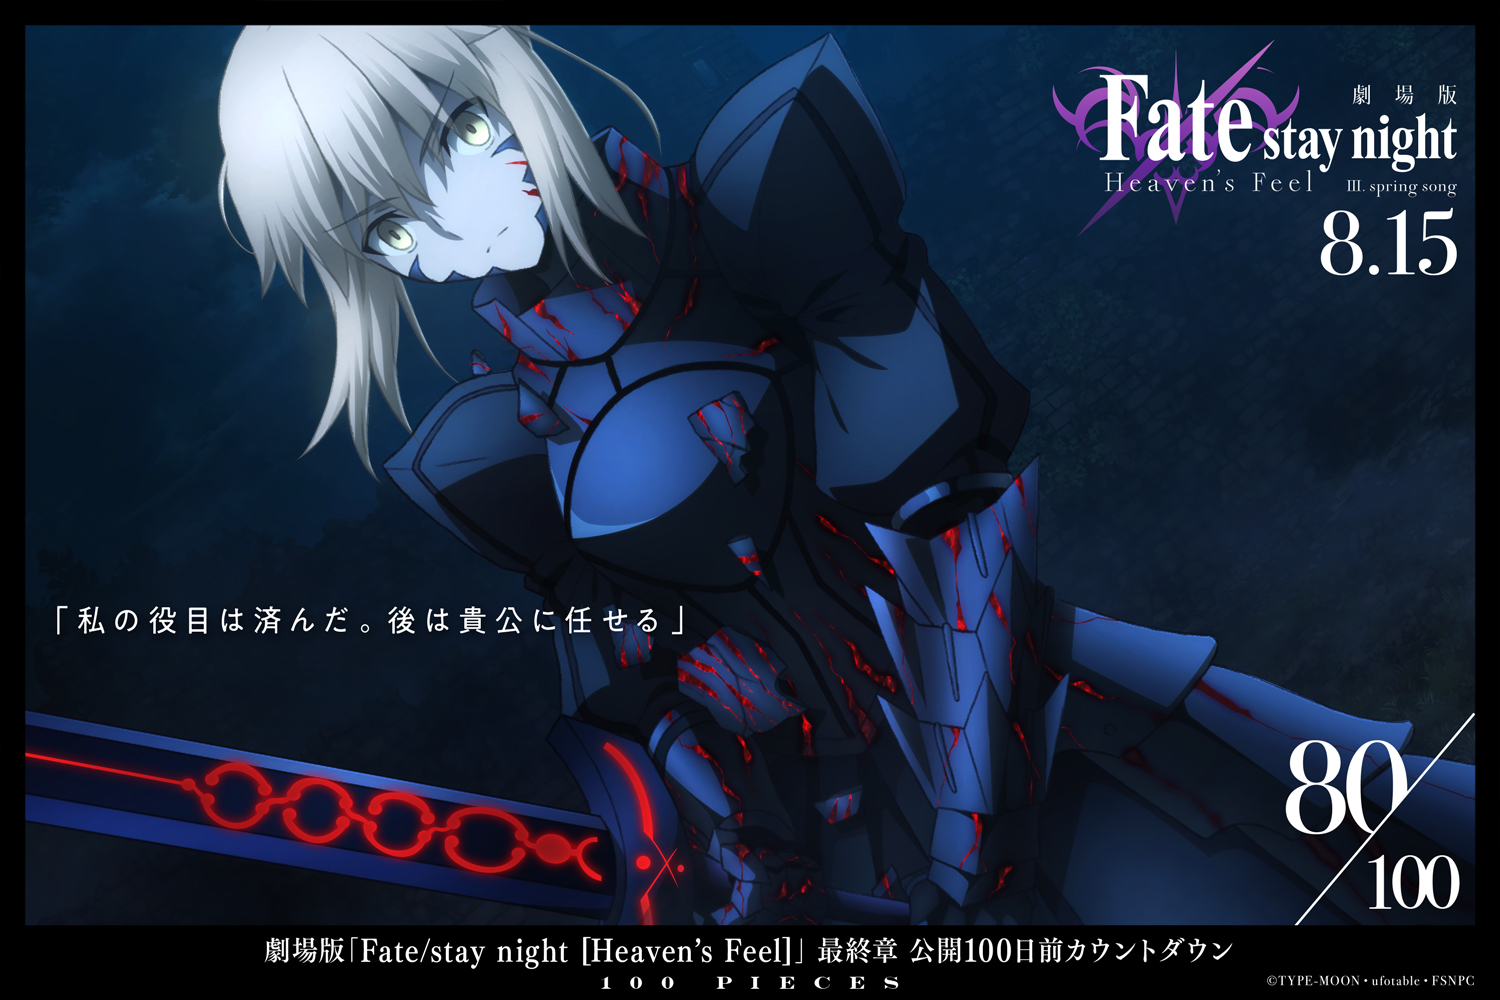 劇場版
Fate stay night
Heaven's Feel III. spring song
8.15
「私の役目は済んだ。後は貴公に任せる」
80/100
劇場版「Fate/stay night [Heaven's Feel]」最終章 公開100日前カウントダウン
100 PIECES
©TYPE-MOON・ufotable・FSNPC